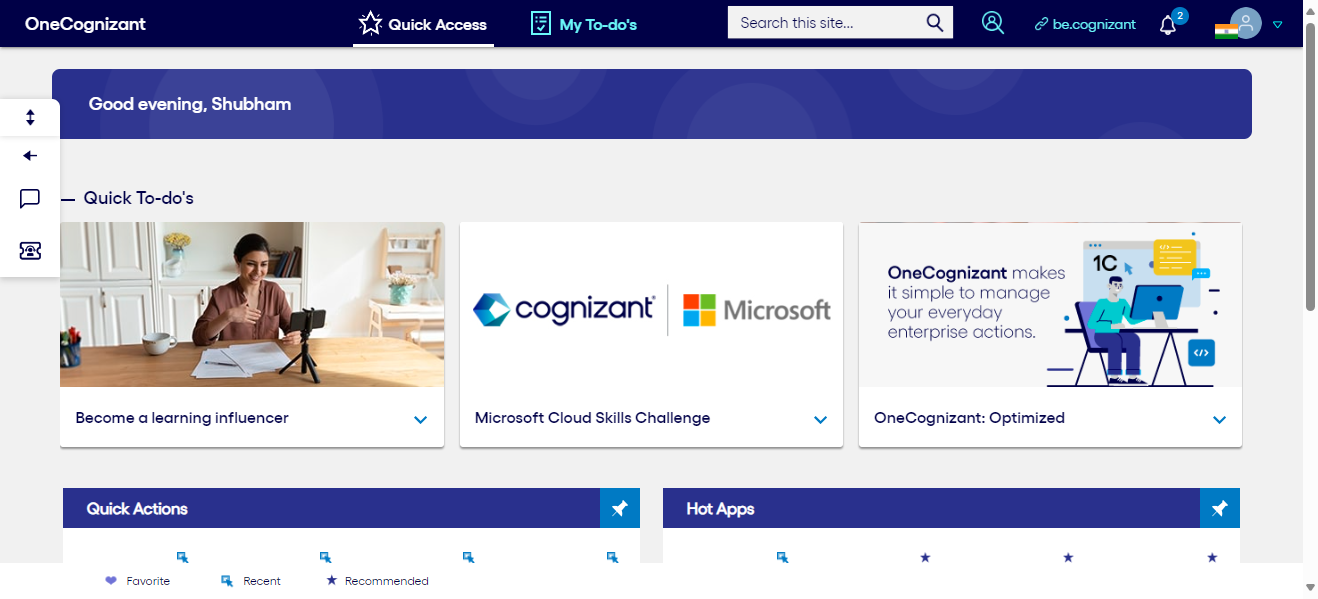 OneCognizant
Quick Access
My To-do's
Search this site...
be.cognizant
2
Good evening, Shubham
Quick To-do's
cognizant
Microsoft
1C
OneCognizant makes
it simple to manage
your everyday
enterprise actions.
</>
Become a learning influencer
Microsoft Cloud Skills Challenge
OneCognizant: Optimized
Quick Actions
Hot Apps
Favorite
Recent
Recommended